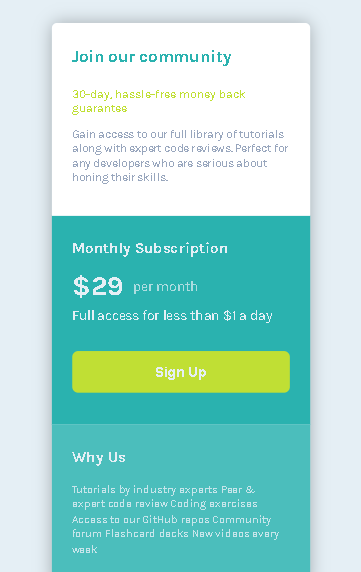 Join our community
30-day, hassle-free money back
guarantee
Gain access to our full library of tutorials
along with expert code reviews. Perfect for
any developers who are serious about
honing their skills.
Monthly Subscription
$29 per month
Full access for less than $1 a day
Sign Up
Why Us
Tutorials by industry experts Peer &
expert code review Coding exercises
Access to our GitHub repos Community
forum Flashcard decks New videos every
week